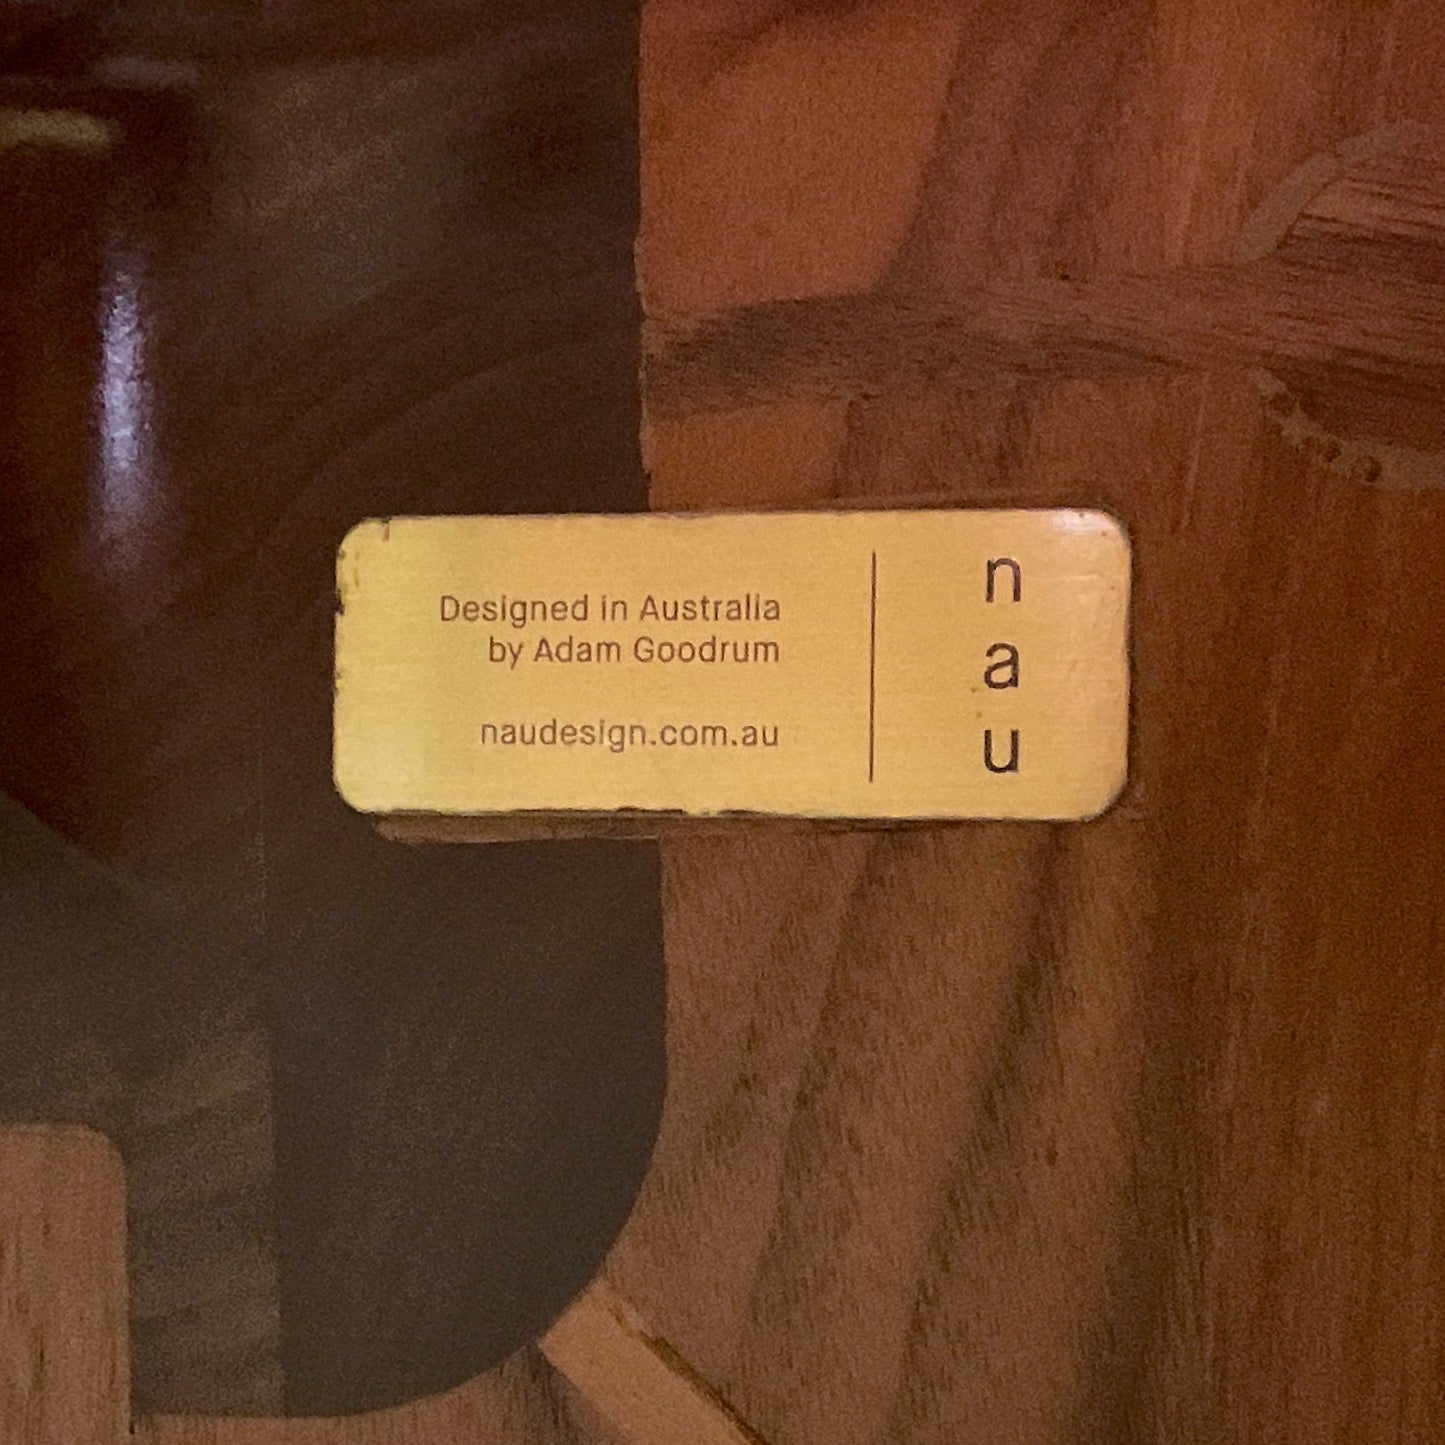 Designed in Australia
by Adam Goodrum
naudesign.com.au
n
a
u